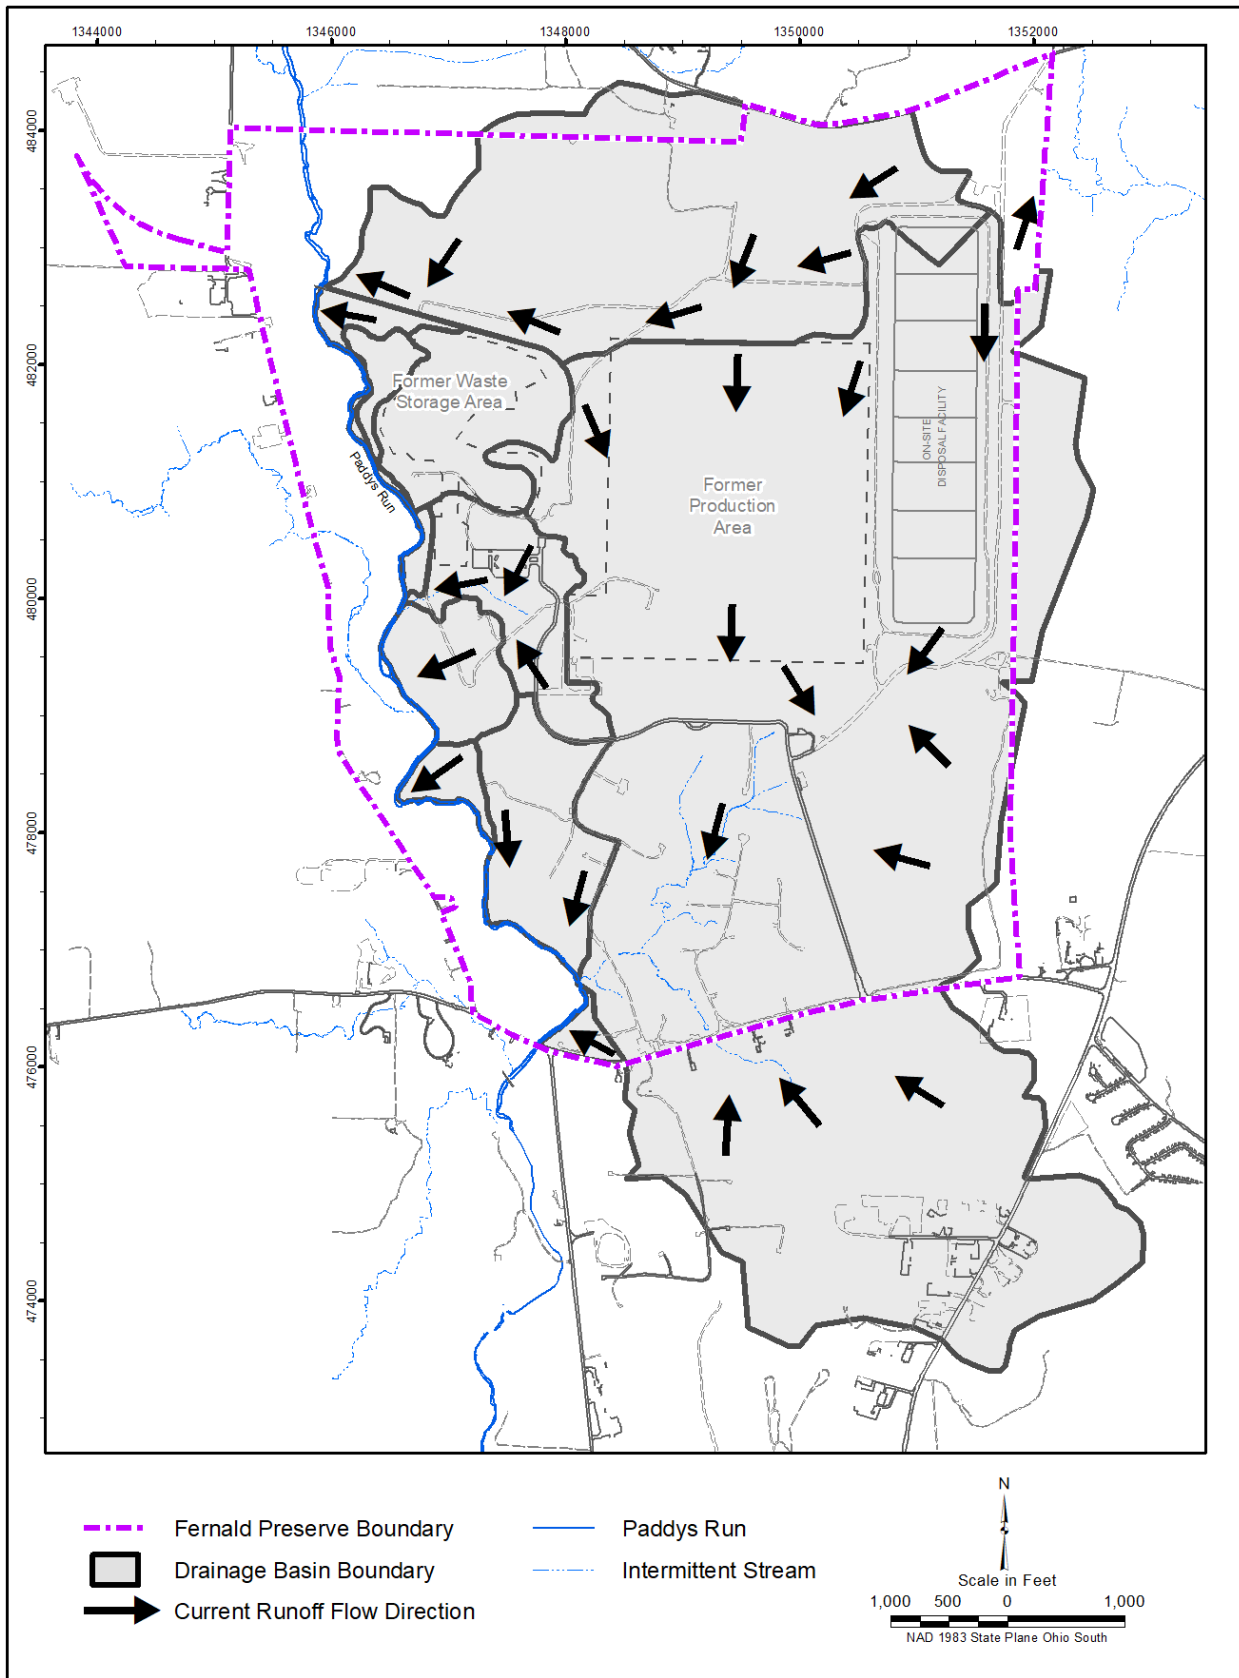 1344000 1346000 1348000 1350000 1352000
484000
482000
480000
478000
476000
474000
Former Waste
Storage Area
Paddys Run
Former
Production
Area
ON-SITE
DISPOSAL FACILITY
N
Fernald Preserve Boundary
Paddys Run
Drainage Basin Boundary
Intermittent Stream
Current Runoff Flow Direction
Scale in Feet
1,000 500 0 1,000
NAD 1983 State Plane Ohio South